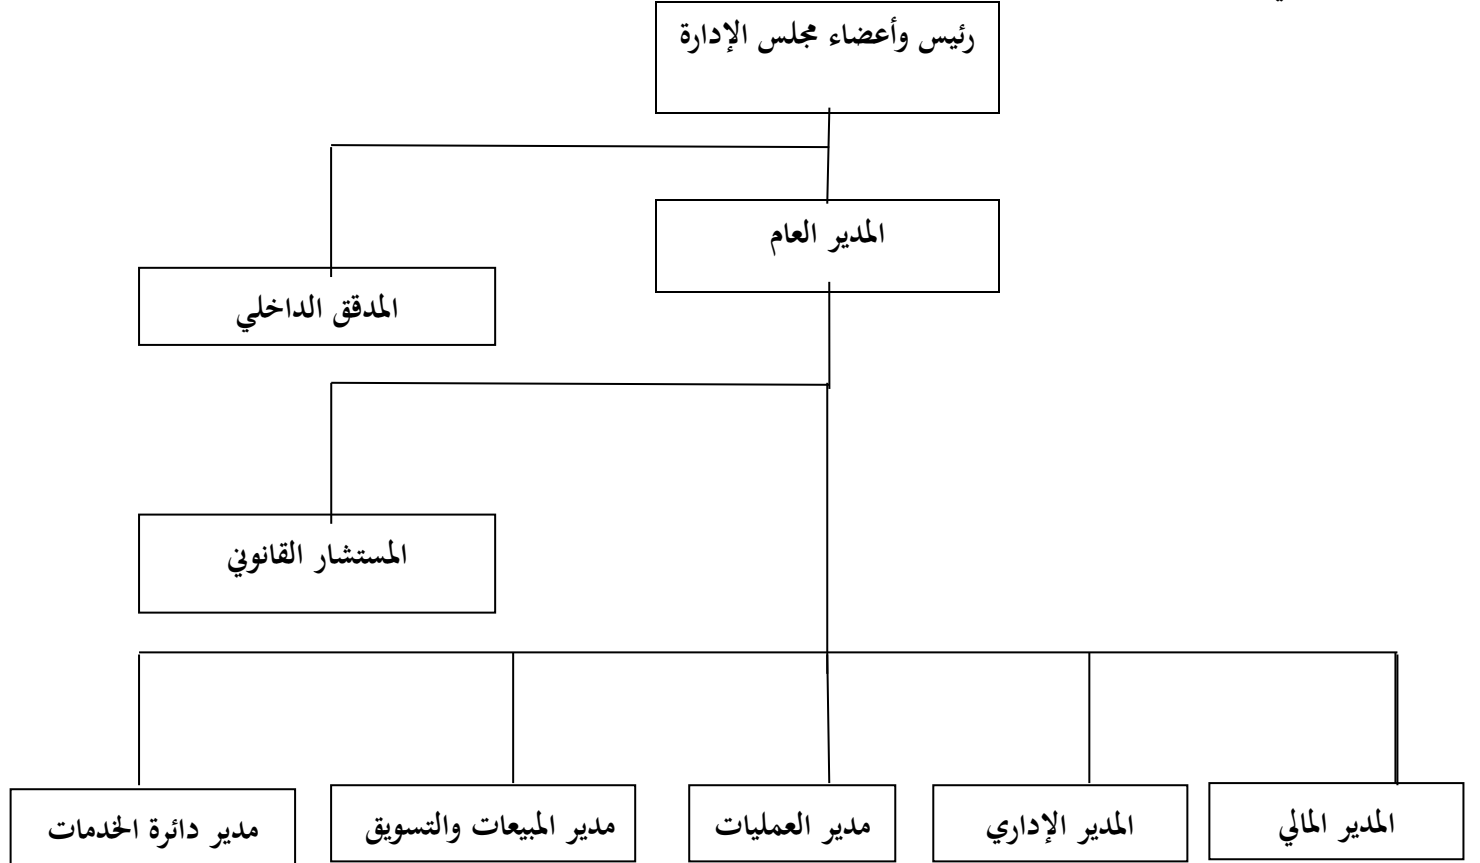 رئيس وأعضاء مجلس الإدارة
المدير العام
المدقق الداخلي
المستشار القانوني
المدير المالي
المدير الإداري
مدير العمليات
مدير المبيعات والتسويق
مدير دائرة الخدمات